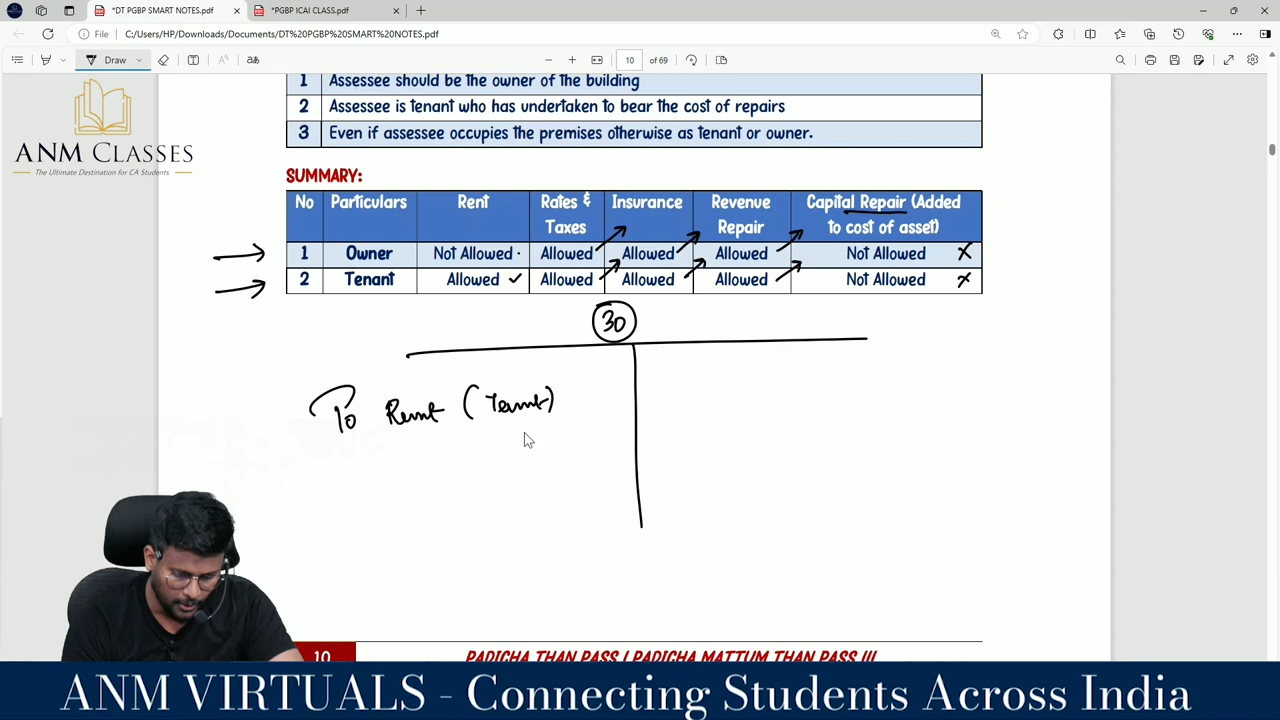 *DT PGBP SMART NOTES.pdf
*PGBP ICAI CLASS.pdf
File
C:/Users/HP/Downloads/Documents/DT%20PGBP%20SMART%20NOTES.pdf
Draw
10 of 69
1 Assessee should be the owner of the building
2 Assessee is tenant who has undertaken to bear the cost of repairs
3 Even if assessee occupies the premises otherwise as tenant or owner.
ANM CLASSES
The Ultimate Destination for CA Students
SUMMARY:
No Particulars Rent Rates & Taxes Insurance Revenue Repair Capital Repair (Added to cost of asset)
1 Owner Not Allowed Allowed Allowed Allowed Not Allowed
2 Tenant Allowed Allowed Allowed Allowed Not Allowed
30
To Rent (Tenant)
10 PADICHA THAN PASS / PADICHA MATTUM THAN PASS !!!
ANM VIRTUALS - Connecting Students Across India